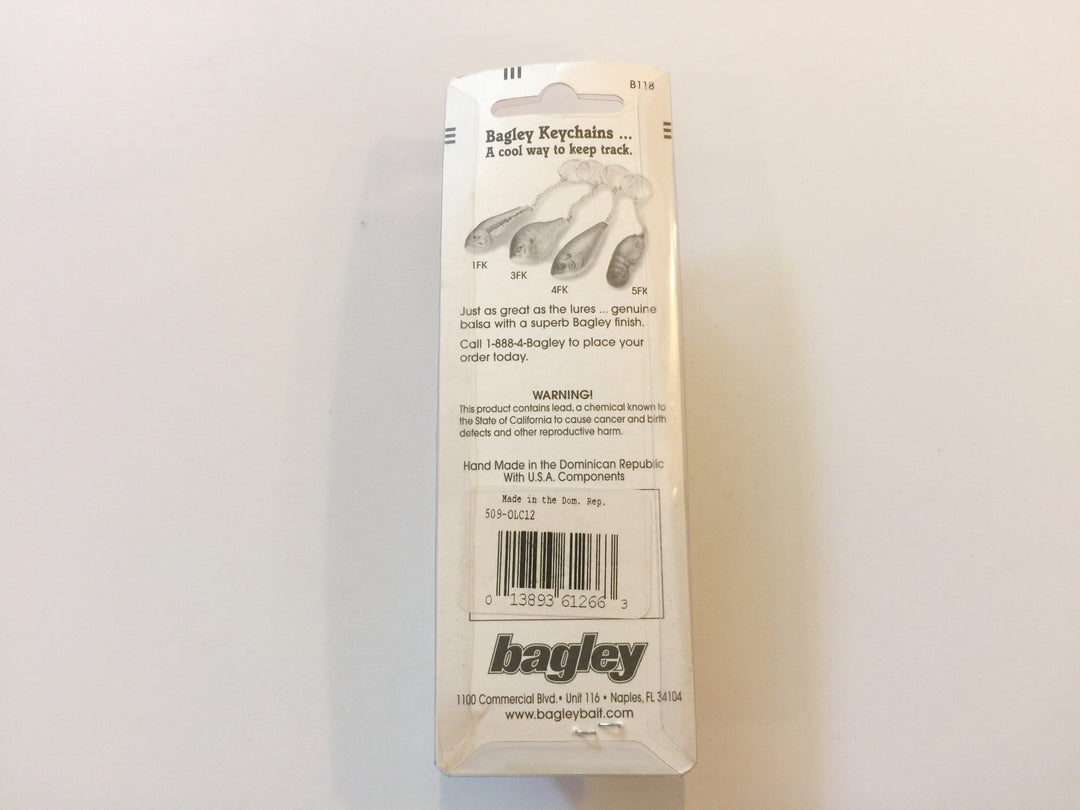 B118
Bagley Keychains ...
A cool way to keep track.
1FK
3FK
4FK
5FK
Just as great as the lures ... genuine
balsa with a superb Bagley finish.
Call 1-888-4-Bagley to place your
order today.
WARNING!
This product contains lead, a chemical known to
the State of California to cause cancer and birth
defects and other reproductive harm.
Hand Made in the Dominican Republic
With U.S.A. Components
Made in the Dom. Rep.
509-OLC12
0 13893 61266 3
bagley
1100 Commercial Blvd. • Unit 116 • Naples, FL 34104
www.bagleybait.com